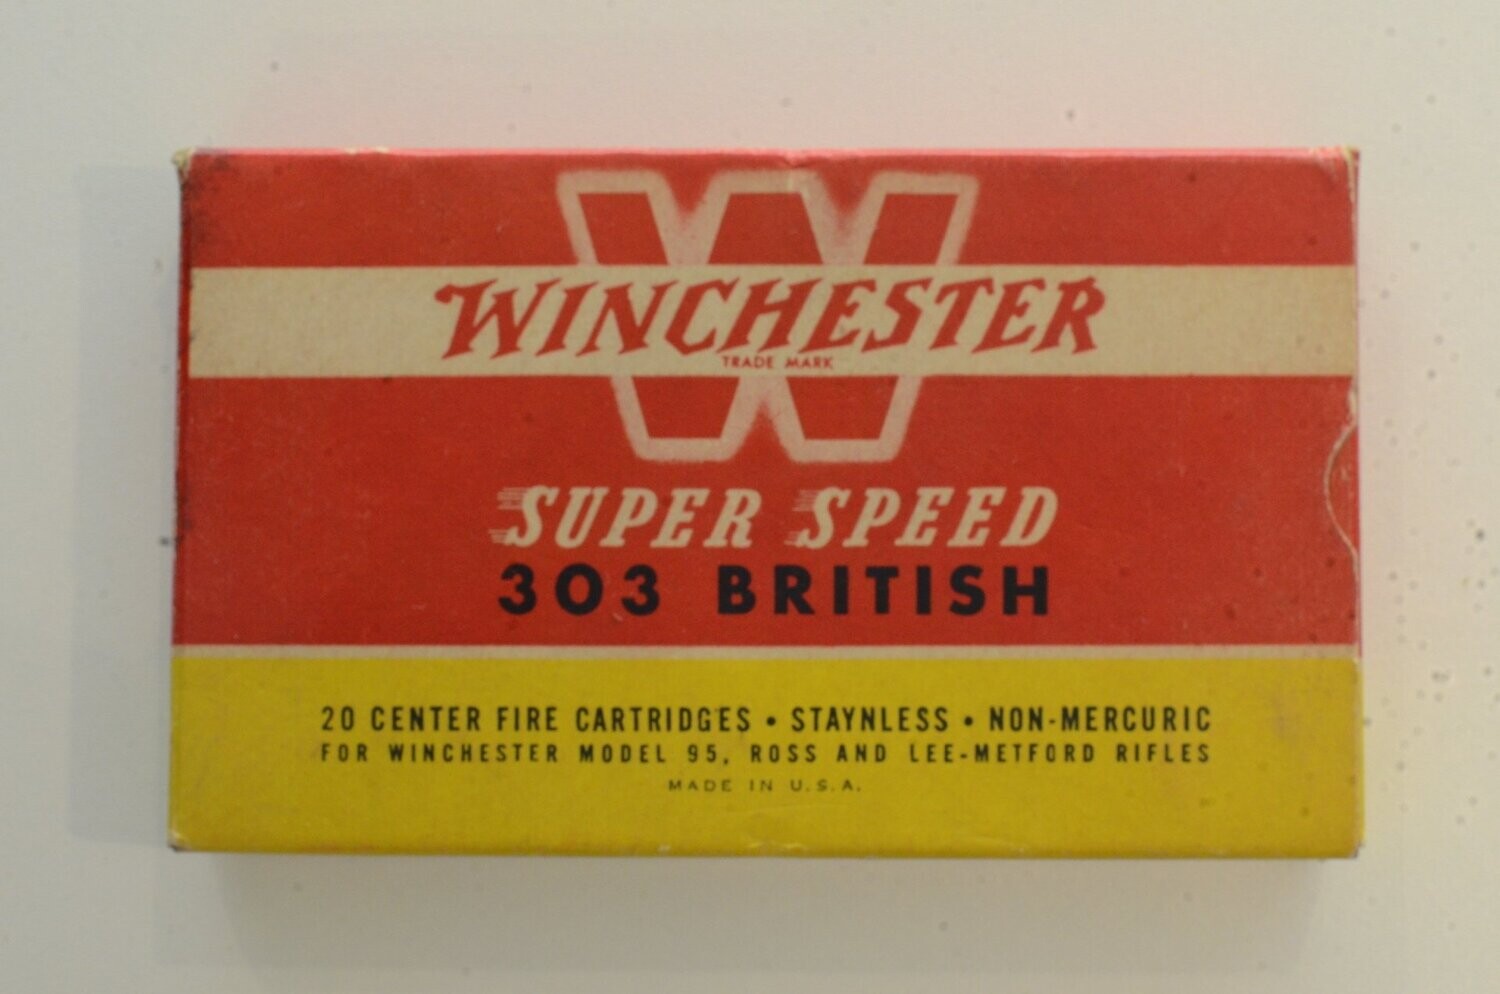 W
WINCHESTER
TRADE MARK
SUPER SPEED
303 BRITISH
20 CENTER FIRE CARTRIDGES • STAYNLESS • NON-MERCURIC
FOR WINCHESTER MODEL 95, ROSS AND LEE-METFORD RIFLES
MADE IN U.S.A.